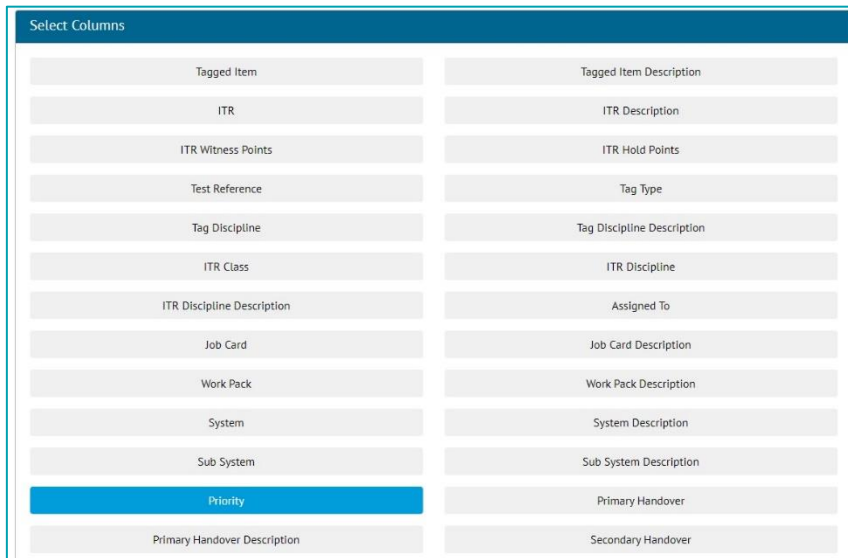 Select Columns
Tagged Item Tagged Item Description
ITR ITR Description
ITR Witness Points ITR Hold Points
Test Reference Tag Type
Tag Discipline Tag Discipline Description
ITR Class ITR Discipline
ITR Discipline Description Assigned To
Job Card Job Card Description
Work Pack Work Pack Description
System System Description
Sub System Sub System Description
Priority Primary Handover
Primary Handover Description Secondary Handover